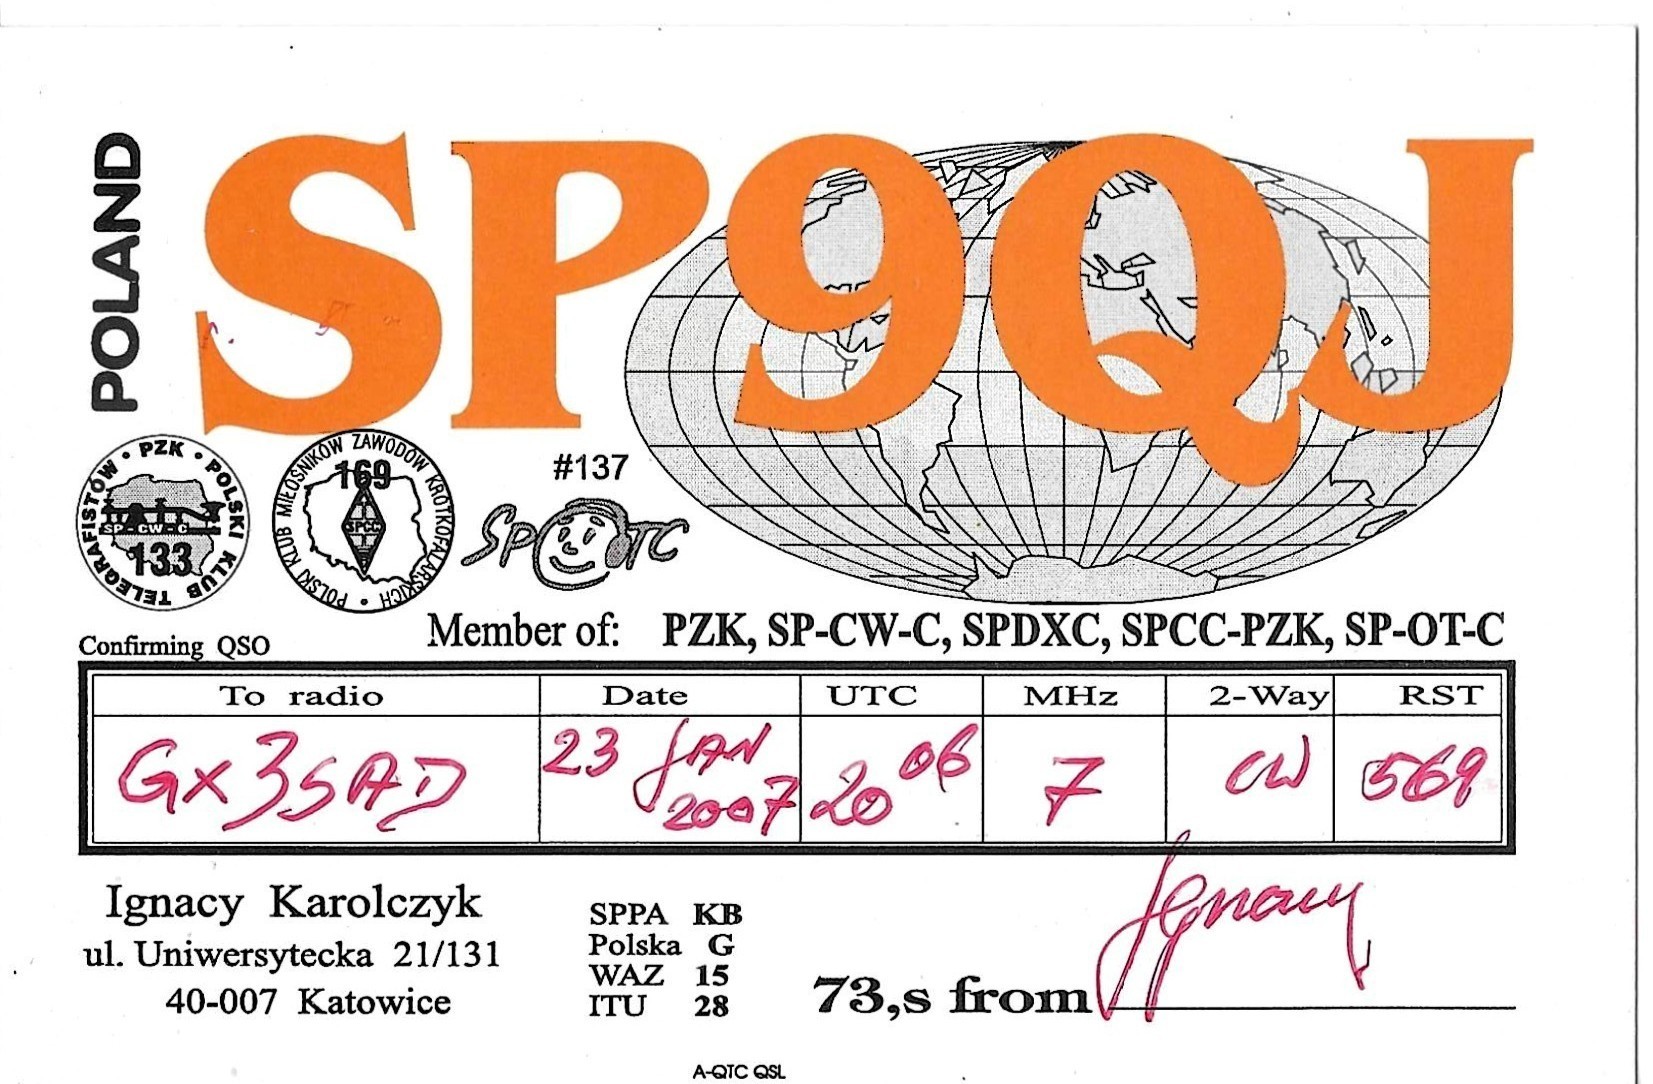 POLAND
SP9QJ
• PZK • POLSKI KLUB TELEGRAFISTÓW
SP-CW-C
133
POLSKI KLUB MIŁOŚNIKÓW ZAWODÓW KRÓTKOFALARSKICH •
169
SPCC
#137
SPOTC
Member of: PZK, SP-CW-C, SPDXC, SPCC-PZK, SP-OT-C
Confirming QSO
To radio Date UTC MHz 2-Way RST
GX3SAD 23 JAN 2007 20 06 7 CW 569
Ignacy Karolczyk
ul. Uniwersytecka 21/131
40-007 Katowice
SPPA KB
Polska G
WAZ 15
ITU 28
73,s from Ignacy
A-QTC QSL